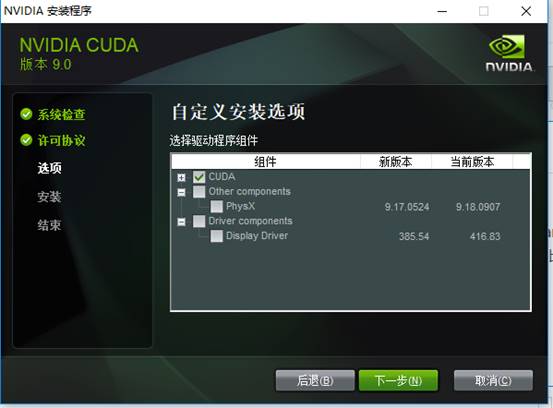 NVIDIA 安装程序
NVIDIA CUDA
版本 9.0
NVIDIA.
系统检查
许可协议
选项
安装
结束
自定义安装选项
选择驱动程序组件
组件 新版本 当前版本
CUDA
Other components
PhysX 9.17.0524 9.18.0907
Driver components
Display Driver 385.54 416.83
后退(B) 下一步(N) 取消(C)